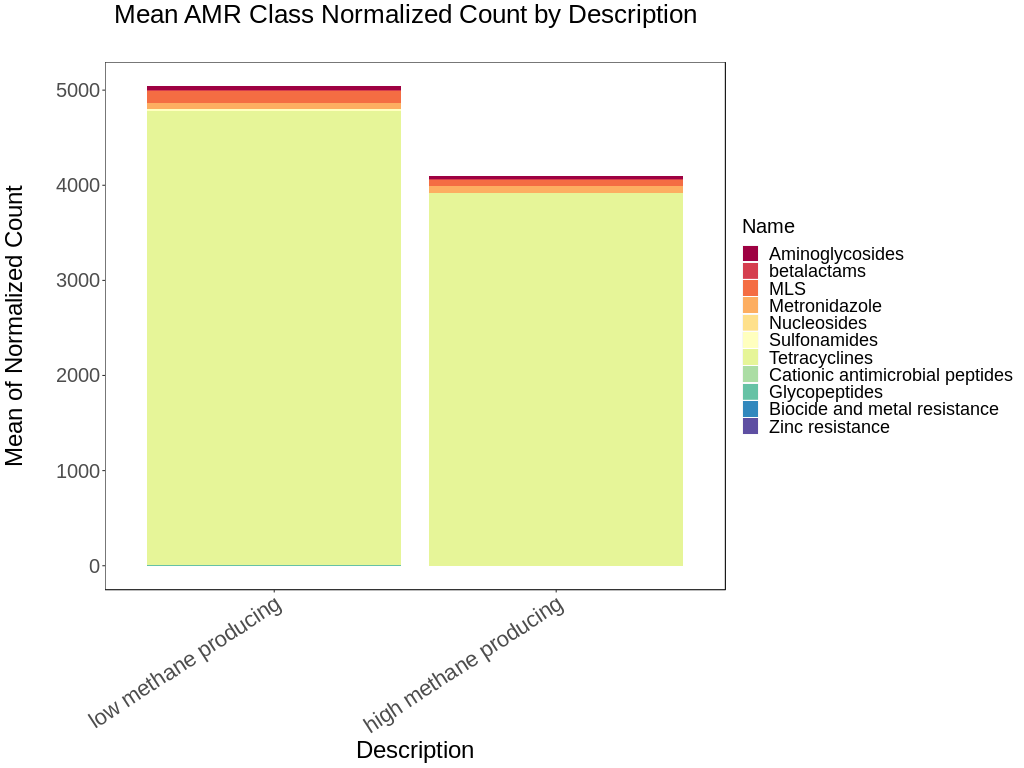 Mean AMR Class Normalized Count by Description
Mean of Normalized Count
5000
4000
3000
2000
1000
0
low methane producing
high methane producing
Description
Name
Aminoglycosides
betalactams
MLS
Metronidazole
Nucleosides
Sulfonamides
Tetracyclines
Cationic antimicrobial peptides
Glycopeptides
Biocide and metal resistance
Zinc resistance